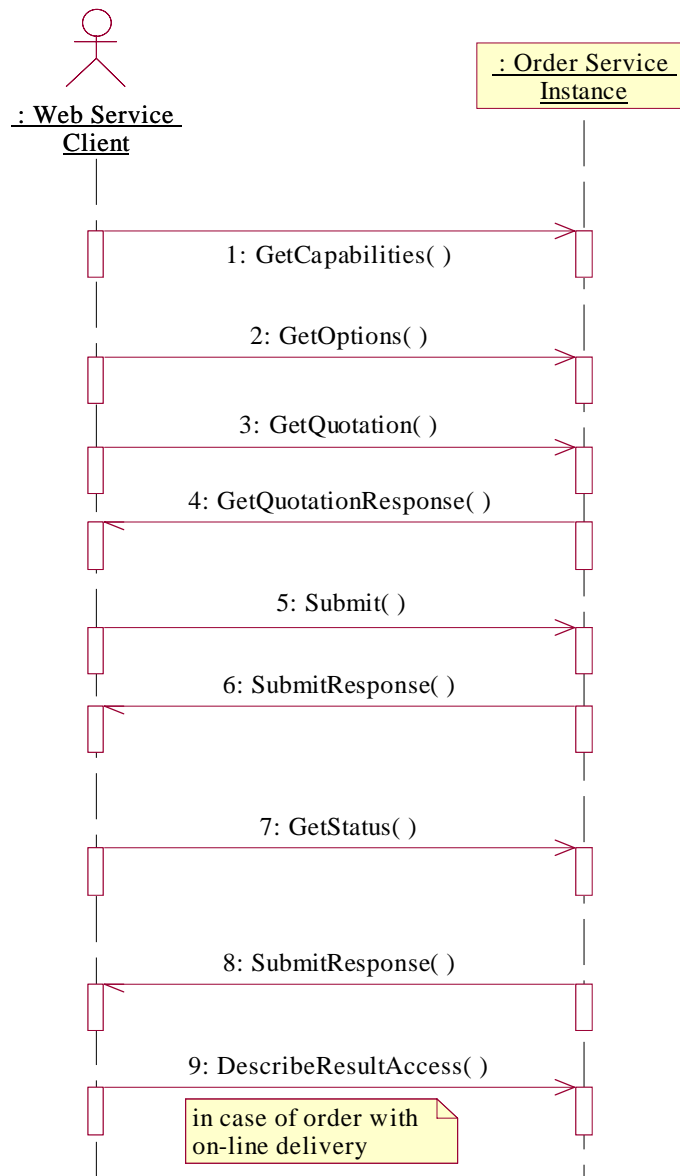 : Order Service
Instance
: Web Service
Client
1: GetCapabilities( )
2: GetOptions( )
3: GetQuotation( )
4: GetQuotationResponse( )
5: Submit( )
6: SubmitResponse( )
7: GetStatus( )
8: SubmitResponse( )
9: DescribeResultAccess( )
in case of order with
on-line delivery